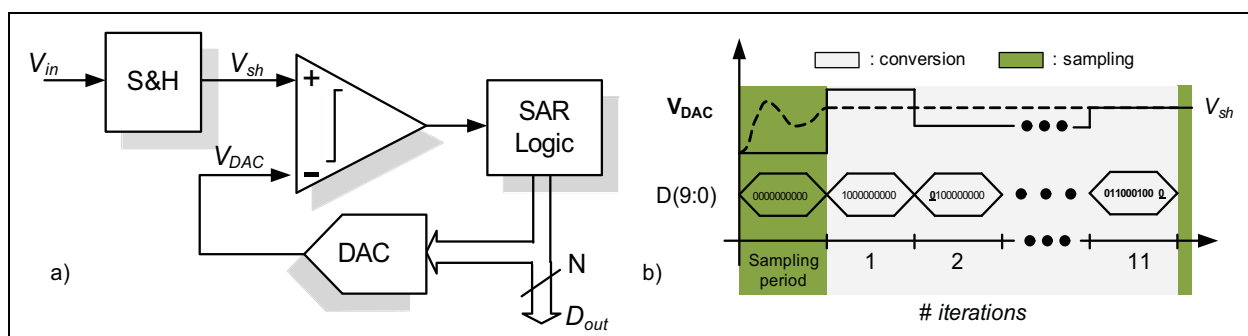 V_in
S&H
V_sh
+
SAR
Logic
V_DAC
−
DAC
N
a)
D_out
: conversion
: sampling
V_DAC
V_sh
D(9:0)
0000000000
1000000000
0100000000
011000100 0
b)
Sampling
period
1
2
11
# iterations